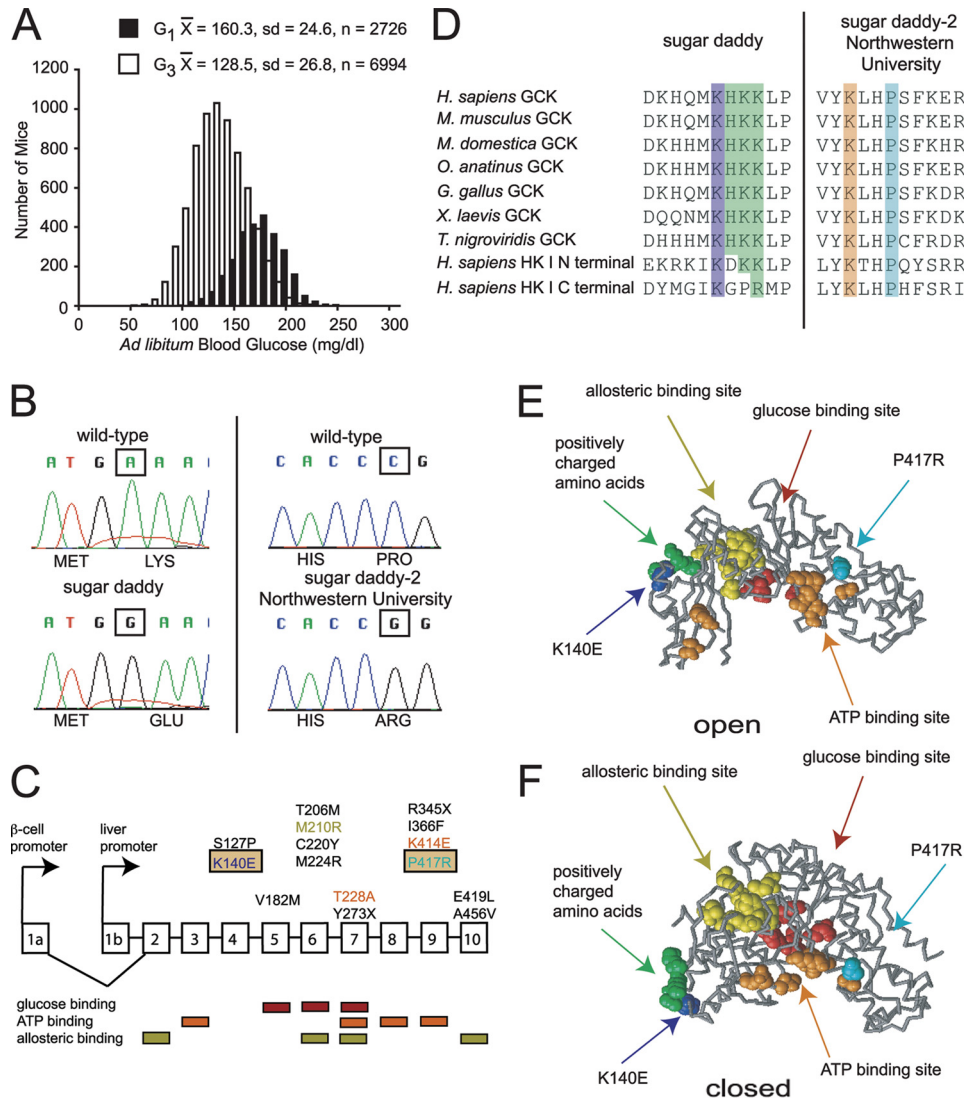 A
G1 X̅ = 160.3, sd = 24.6, n = 2726
G3 X̅ = 128.5, sd = 26.8, n = 6994
Number of Mice
1200
1000
800
600
400
200
0
50 100 150 200 250 300
Ad libitum Blood Glucose (mg/dl)
B
wild-type
A T G A A A
MET LYS
sugar daddy
A T G G A A
MET GLU
wild-type
C A C C C G
HIS PRO
sugar daddy-2
Northwestern University
C A C C G G
HIS ARG
C
β-cell
promoter
liver
promoter
S127P
K140E
T206M
M210R
C220Y
M224R
R345X
I366F
K414E
P417R
V182M
T228A
Y273X
E419L
A456V
1a 1b 2 3 4 5 6 7 8 9 10
glucose binding
ATP binding
allosteric binding
D
sugar daddy
sugar daddy-2
Northwestern
University
H. sapiens GCK DKHQMKHKKLP VYKLHPSFKER
M. musculus GCK DKHQMKHKKLP VYKLHPSFKER
M. domestica GCK DKHHMKHKKLP VYKLHPSFKHR
O. anatinus GCK DKHHMKHKKLP VYKLHPSFKER
G. gallus GCK DKHQMKHKKLP VYKLHPSFKDR
X. laevis GCK DQQNMKHKKLP VYKLHPSFKDK
T. nigroviridis GCK DHHHMKHKKLP VYKLHPCFRDR
H. sapiens HK I N terminal EKRKIKDKKLP LYKTHPQYSRR
H. sapiens HK I C terminal DYMGIKGPRMP LYKLHPHFSRI
E
allosteric binding site
glucose binding site
positively
charged
amino acids
P417R
K140E
ATP binding site
open
F
allosteric binding site
glucose binding site
positively
charged
amino acids
P417R
K140E
ATP binding site
closed